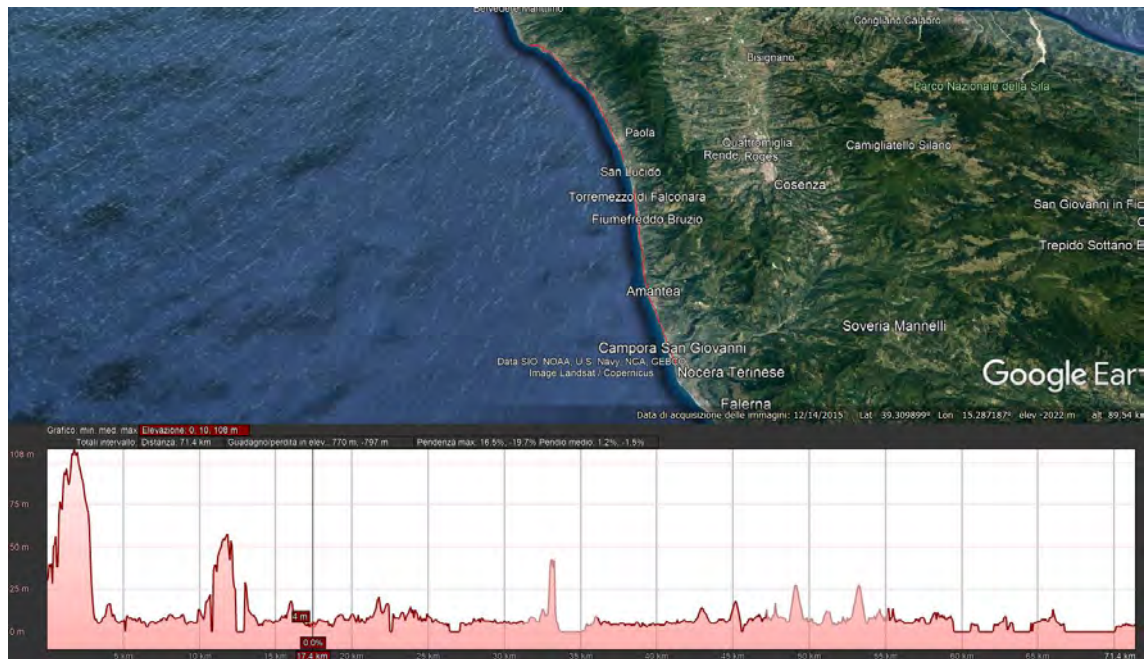 Belvedere Marittimo
Corigliano Calabro
Bisignano
Parco Nazionale della Sila
Paola
Quattromiglia
Rende Roges
Camigliatello Silano
San Lucido
Cosenza
Torremezzo di Falconara
San Giovanni in Fi
Fiumefreddo Bruzio
Trepido Sottano E
Amantea
Soveria Mannelli
Campora San Giovanni
Data SIO, NOAA, U.S. Navy, NGA, GEBCO
Image Landsat / Copernicus
Nocera Terinese
Google Eart
Falerna
Data di acquisizione delle immagini: 12/14/2015 Lat 39.309899° Lon 15.287187° elev -2022 m alt 89.54 km
Grafico: min, med, max Elevazione: 0, 10, 108 m
Totali intervallo: Distanza: 71.4 km Guadagno/perdita in elev.: 770 m, -797 m Pendenza max: 16.5%, -19.7% Pendio medio: 1.2%, -1.5%
108 m
75 m
50 m
25 m
4 m
0 m
0.0%
5 km 10 km 17.4 km 20 km 25 km 30 km 35 km 40 km 45 km 50 km 55 km 60 km 65 km 71.4 km